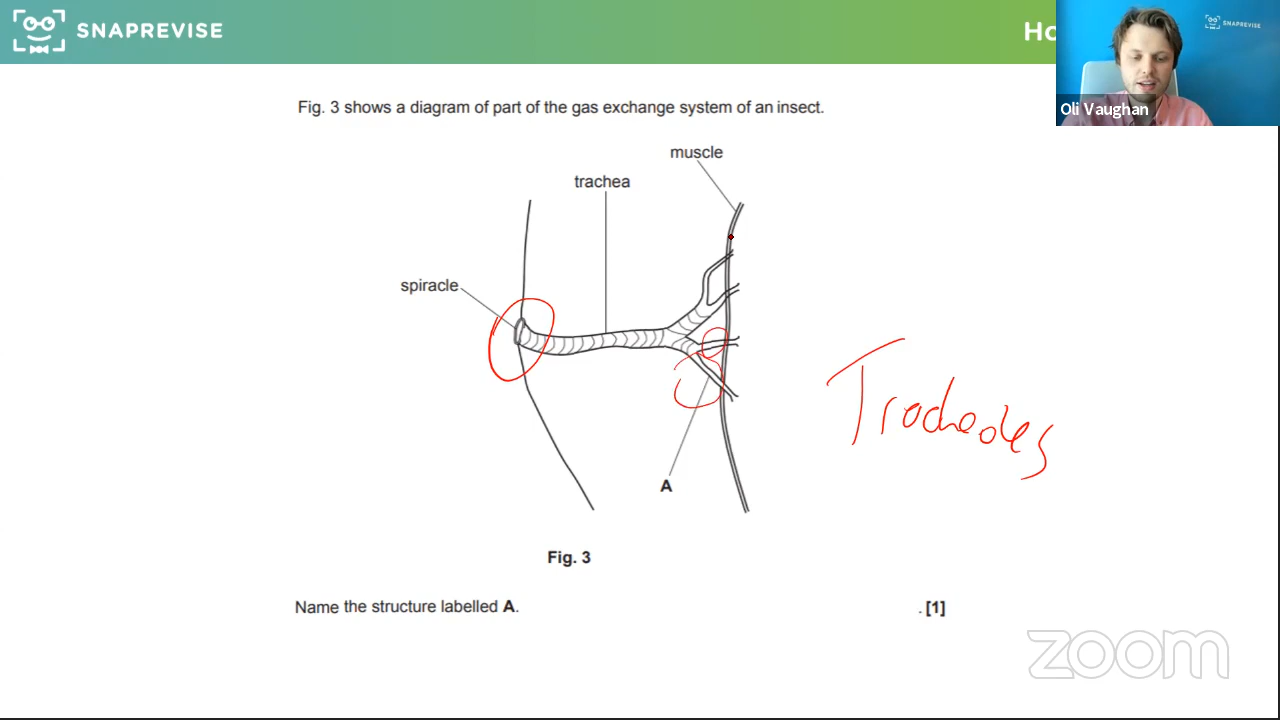 SNAPREVISE
Ho
SNAPREVISE
Oli Vaughan
Fig. 3 shows a diagram of part of the gas exchange system of an insect.
muscle
trachea
spiracle
Tracheoles
A
Fig. 3
Name the structure labelled A.
. [1]
zoom